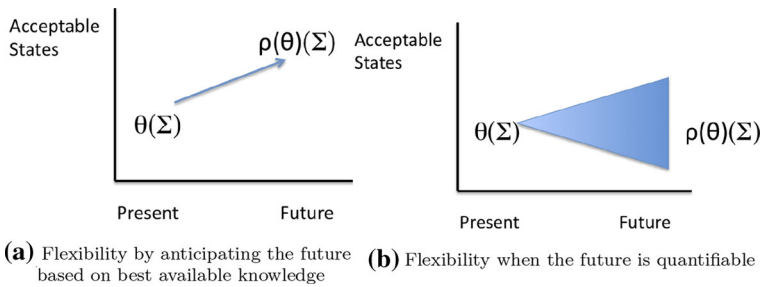 Acceptable
States
ρ(θ)(Σ)
θ(Σ)
Present
Future
(a) Flexibility by anticipating the future
based on best available knowledge
Acceptable
States
θ(Σ)
ρ(θ)(Σ)
Present
Future
(b) Flexibility when the future is quantifiable